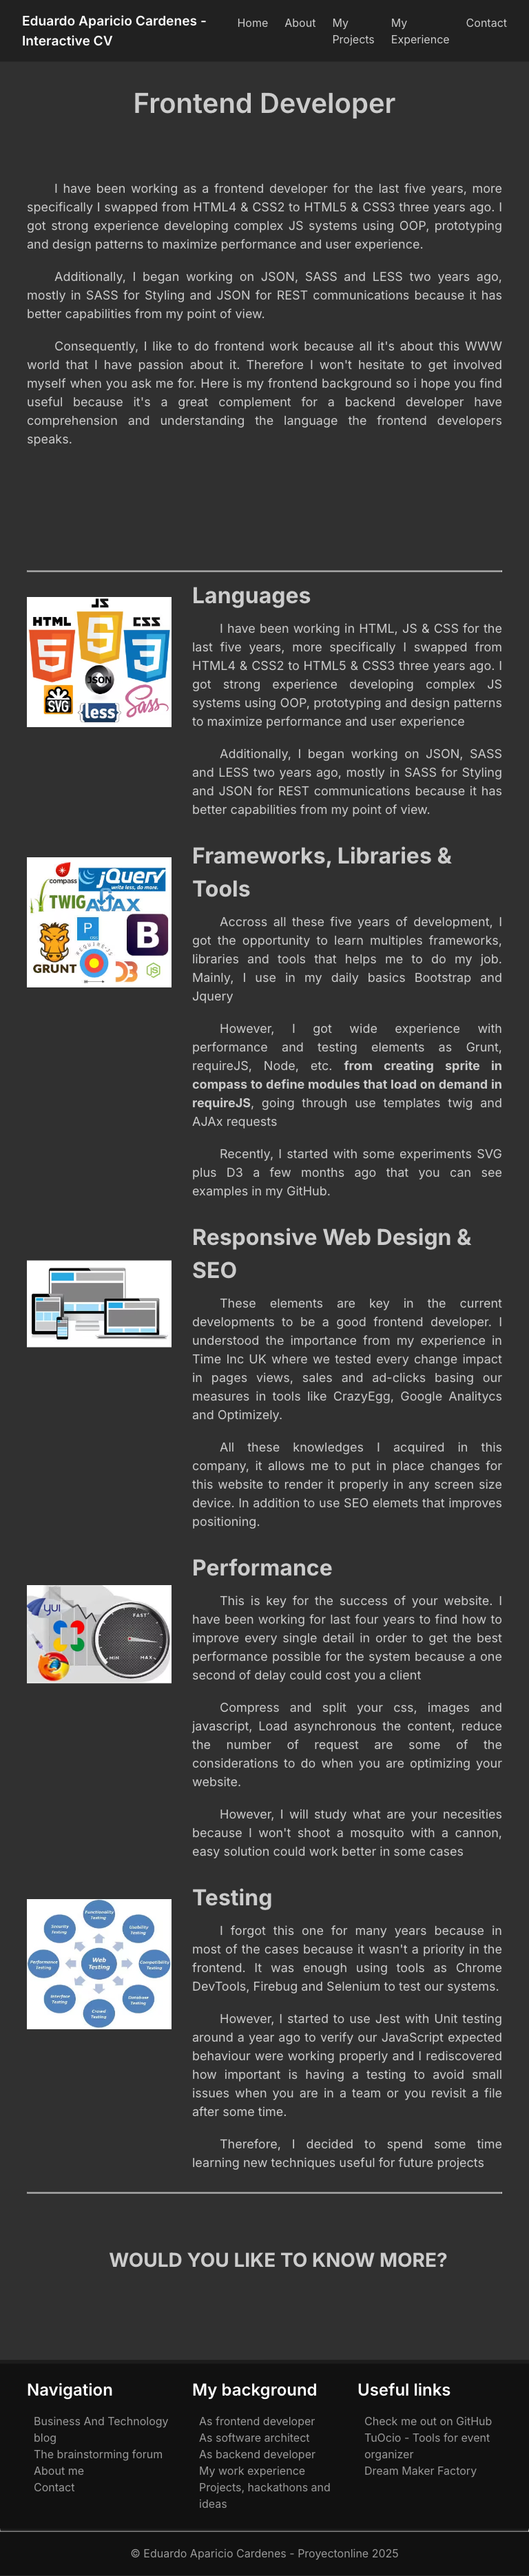 Eduardo Aparicio Cardenes -
Interactive CV
Home
About
My
Projects
My
Experience
Contact
Frontend Developer
I have been working as a frontend developer for the last five years, more
specifically I swapped from HTML4 & CSS2 to HTML5 & CSS3 three years ago. I
got strong experience developing complex JS systems using OOP, prototyping
and design patterns to maximize performance and user experience.
Additionally, I began working on JSON, SASS and LESS two years ago,
mostly in SASS for Styling and JSON for REST communications because it has
better capabilities from my point of view.
Consequently, I like to do frontend work because all it's about this WWW
world that I have passion about it. Therefore I won't hesitate to get involved
myself when you ask me for. Here is my frontend background so i hope you find
useful because it's a great complement for a backend developer have
comprehension and understanding the language the frontend developers
speaks.
JS
HTML
CSS
5
5
3
JSON
SVG
{less}
Sass
Languages
I have been working in HTML, JS & CSS for the
last five years, more specifically I swapped from
HTML4 & CSS2 to HTML5 & CSS3 three years ago. I
got strong experience developing complex JS
systems using OOP, prototyping and design patterns
to maximize performance and user experience
Additionally, I began working on JSON, SASS
and LESS two years ago, mostly in SASS for Styling
and JSON for REST communications because it has
better capabilities from my point of view.
compass
jQuery
write less, do more.
TWIG
AJAX
P
B
REQUIREJS
GRUNT
D3
JS
Frameworks, Libraries &
Tools
Accross all these five years of development, I
got the opportunity to learn multiples frameworks,
libraries and tools that helps me to do my job.
Mainly, I use in my daily basics Bootstrap and
Jquery
However, I got wide experience with
performance and testing elements as Grunt,
requireJS, Node, etc. from creating sprite in
compass to define modules that load on demand in
requireJS, going through use templates twig and
AJAx requests
Recently, I started with some experiments SVG
plus D3 a few months ago that you can see
examples in my GitHub.
Responsive Web Design &
SEO
These elements are key in the current
developments to be a good frontend developer. I
understood the importance from my experience in
Time Inc UK where we tested every change impact
in pages views, sales and ad-clicks basing our
measures in tools like CrazyEgg, Google Analitycs
and Optimizely.
All these knowledges I acquired in this
company, it allows me to put in place changes for
this website to render it properly in any screen size
device. In addition to use SEO elemets that improves
positioning.
yui
FAST
MIN
MAX
Performance
This is key for the success of your website. I
have been working for last four years to find how to
improve every single detail in order to get the best
performance possible for the system because a one
second of delay could cost you a client
Compress and split your css, images and
javascript, Load asynchronous the content, reduce
the number of request are some of the
considerations to do when you are optimizing your
website.
However, I will study what are your necesities
because I won't shoot a mosquito with a cannon,
easy solution could work better in some cases
Functionality
Testing
Security
Testing
Usability
Testing
Performance
Testing
Web
Testing
Compatibility
Testing
Interface
Testing
Database
Testing
Crowd
Testing
Testing
I forgot this one for many years because in
most of the cases because it wasn't a priority in the
frontend. It was enough using tools as Chrome
DevTools, Firebug and Selenium to test our systems.
However, I started to use Jest with Unit testing
around a year ago to verify our JavaScript expected
behaviour were working properly and I rediscovered
how important is having a testing to avoid small
issues when you are in a team or you revisit a file
after some time.
Therefore, I decided to spend some time
learning new techniques useful for future projects
WOULD YOU LIKE TO KNOW MORE?
Navigation
Business And Technology
blog
The brainstorming forum
About me
Contact
My background
As frontend developer
As software architect
As backend developer
My work experience
Projects, hackathons and
ideas
Useful links
Check me out on GitHub
TuOcio - Tools for event
organizer
Dream Maker Factory
© Eduardo Aparicio Cardenes - Proyectonline 2025